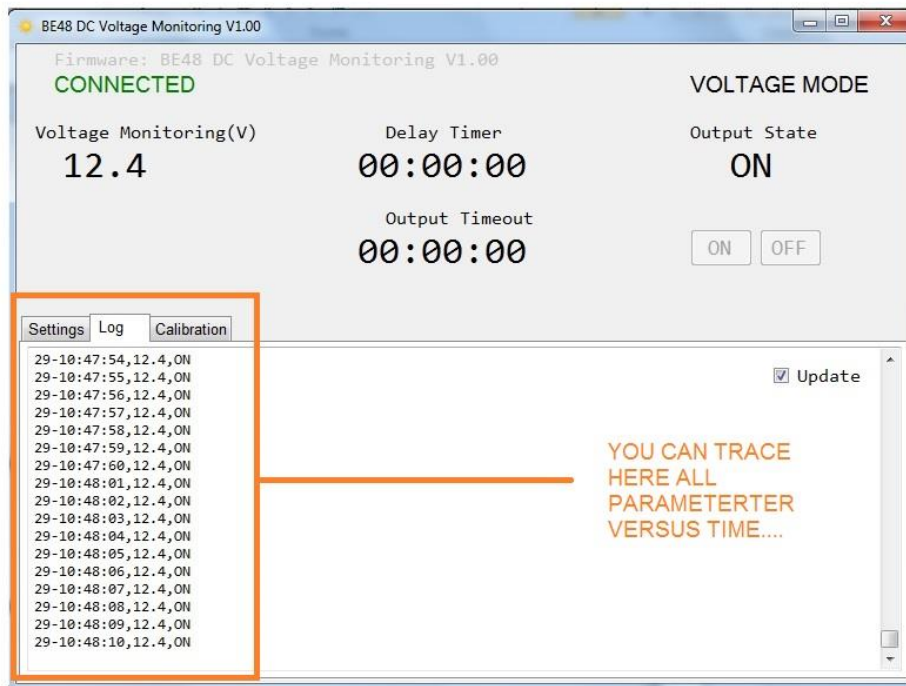 BE48 DC Voltage Monitoring V1.00
Firmware: BE48 DC Voltage Monitoring V1.00
CONNECTED
VOLTAGE MODE
Voltage Monitoring(V)
Delay Timer
Output State
12.4
00:00:00
ON
Output Timeout
00:00:00
ON
OFF
Settings
Log
Calibration
29-10:47:54,12.4,ON
29-10:47:55,12.4,ON
29-10:47:56,12.4,ON
29-10:47:57,12.4,ON
29-10:47:58,12.4,ON
29-10:47:59,12.4,ON
29-10:47:60,12.4,ON
29-10:48:01,12.4,ON
29-10:48:02,12.4,ON
29-10:48:03,12.4,ON
29-10:48:04,12.4,ON
29-10:48:05,12.4,ON
29-10:48:06,12.4,ON
29-10:48:07,12.4,ON
29-10:48:08,12.4,ON
29-10:48:09,12.4,ON
29-10:48:10,12.4,ON
Update
YOU CAN TRACE
HERE ALL
PARAMETERTER
VERSUS TIME....